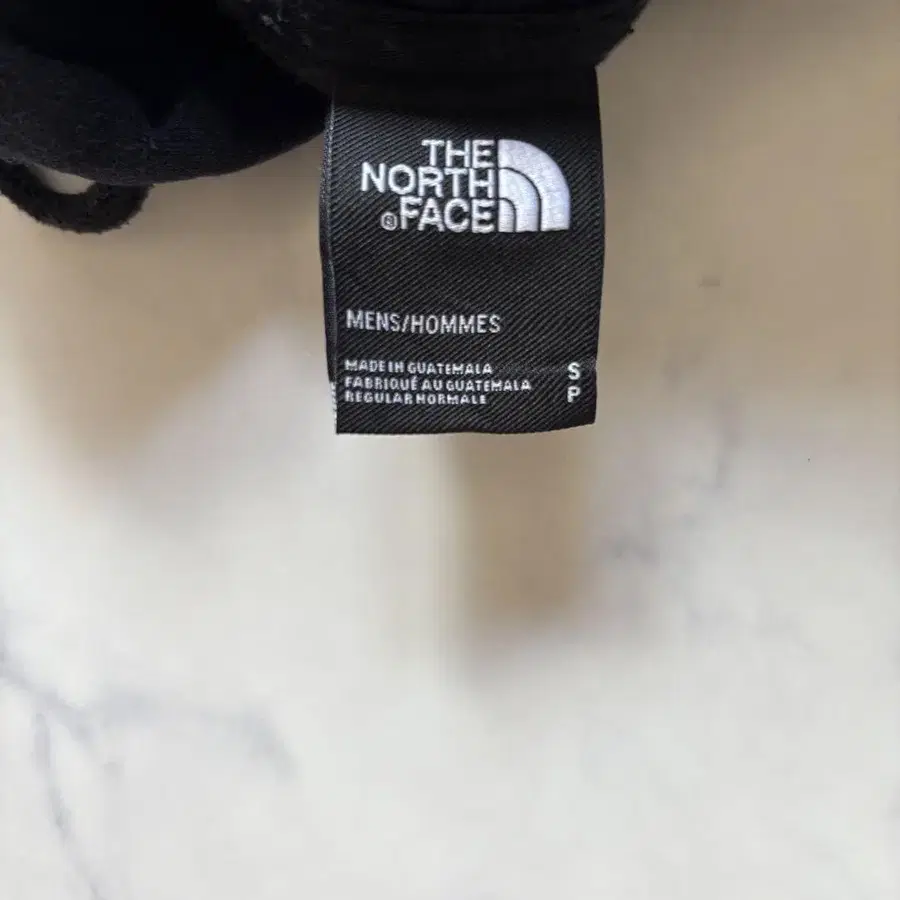 THE
NORTH
®FACE
MENS/HOMMES
MADE IN GUATEMALA S
FABRIQUÉ AU GUATEMALA P
REGULAR NORMALE